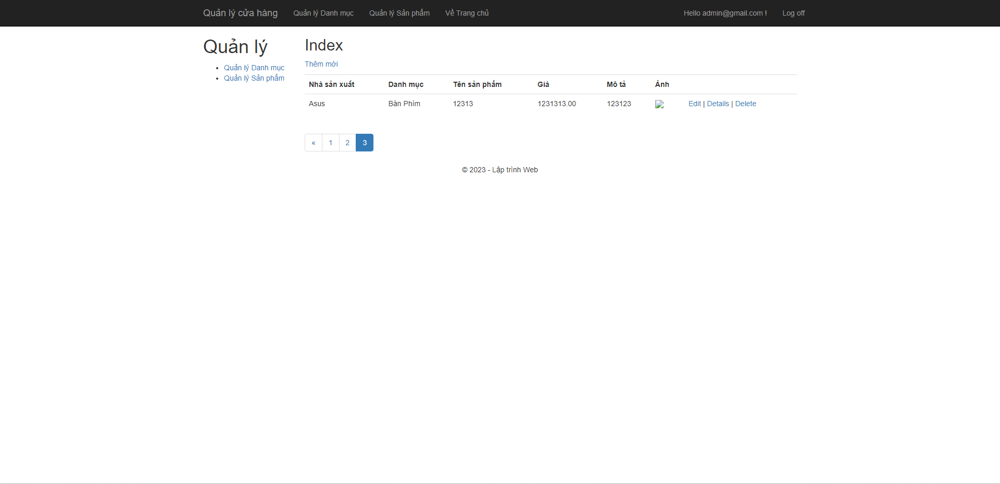 Quản lý cửa hàng Quản lý Danh mục Quản lý Sản phẩm Về Trang chủ Hello admin@gmail.com ! Log off
Quản lý
Quản lý Danh mục
Quản lý Sản phẩm
Index
Thêm mới
Nhà sản xuất Danh mục Tên sản phẩm Giá Mô tả Ảnh
Asus Bàn Phím 12313 1231313.00 123123 Edit | Details | Delete
« 1 2 3
© 2023 - Lập trình Web